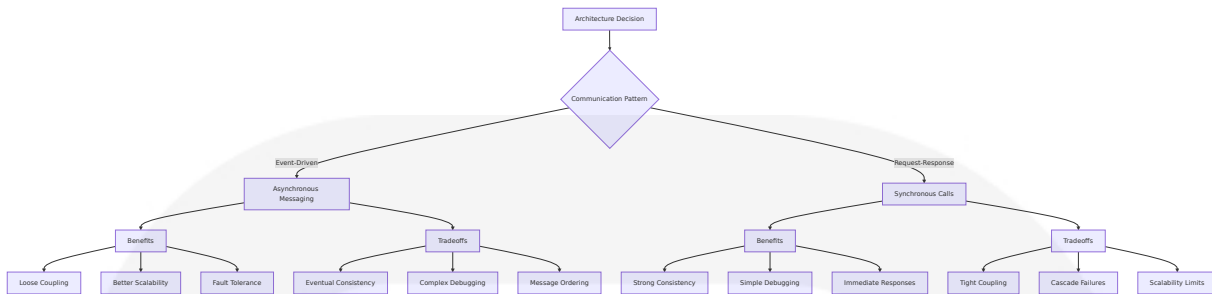 Architecture Decision
Communication Pattern
Event-Driven
Request-Response
Asynchronous
Messaging
Synchronous Calls
Benefits
Tradeoffs
Benefits
Tradeoffs
Loose Coupling
Better Scalability
Fault Tolerance
Eventual Consistency
Complex Debugging
Message Ordering
Strong Consistency
Simple Debugging
Immediate Responses
Tight Coupling
Cascade Failures
Scalability Limits